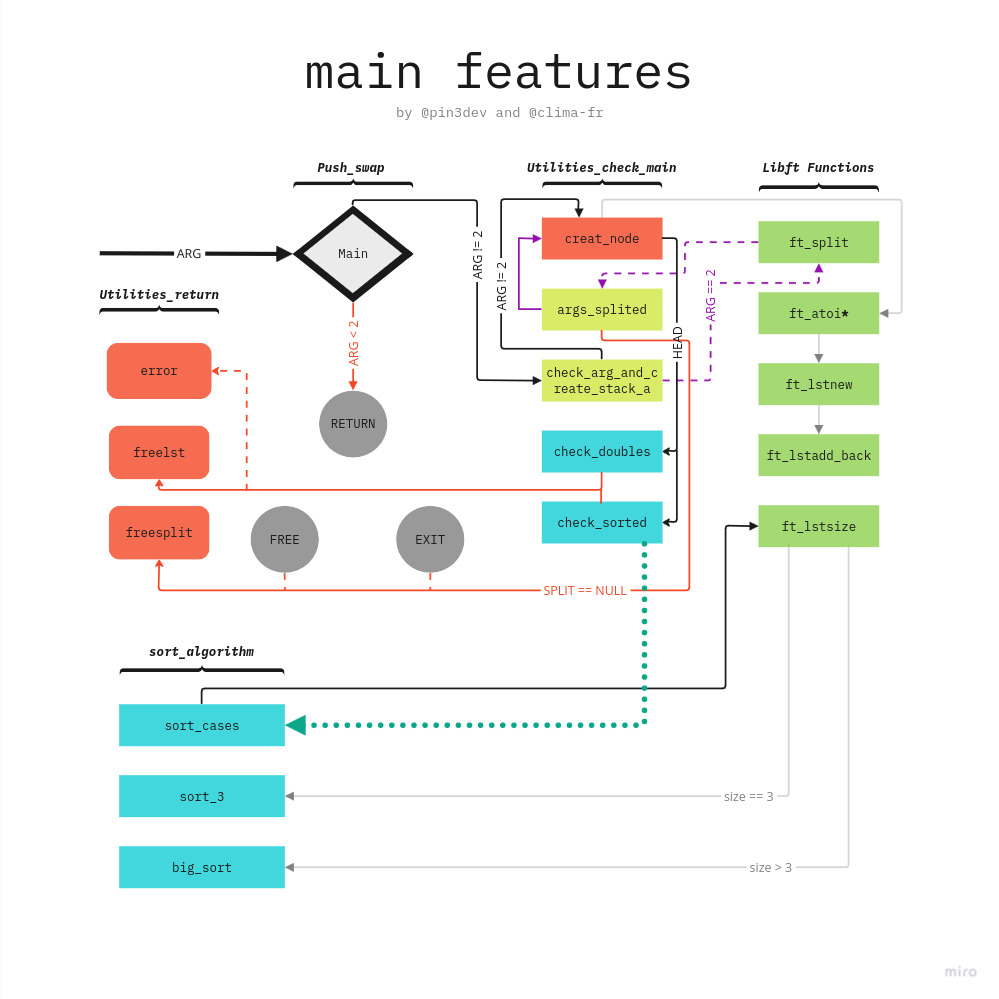 main features
by @pin3dev and @clima-fr
Push_swap
Utilities_check_main
Libft Functions
ARG
Main
ARG != 2
ARG != 2
creat_node
ft_split
Utilities_return
ARG == 2
args_splited
ft_atoi*
ARG < 2
HEAD
error
check_arg_and_c
reate_stack_a
ft_lstnew
RETURN
freelst
check_doubles
ft_lstadd_back
freesplit
FREE
EXIT
check_sorted
ft_lstsize
SPLIT == NULL
sort_algorithm
sort_cases
sort_3
size == 3
big_sort
size > 3
miro